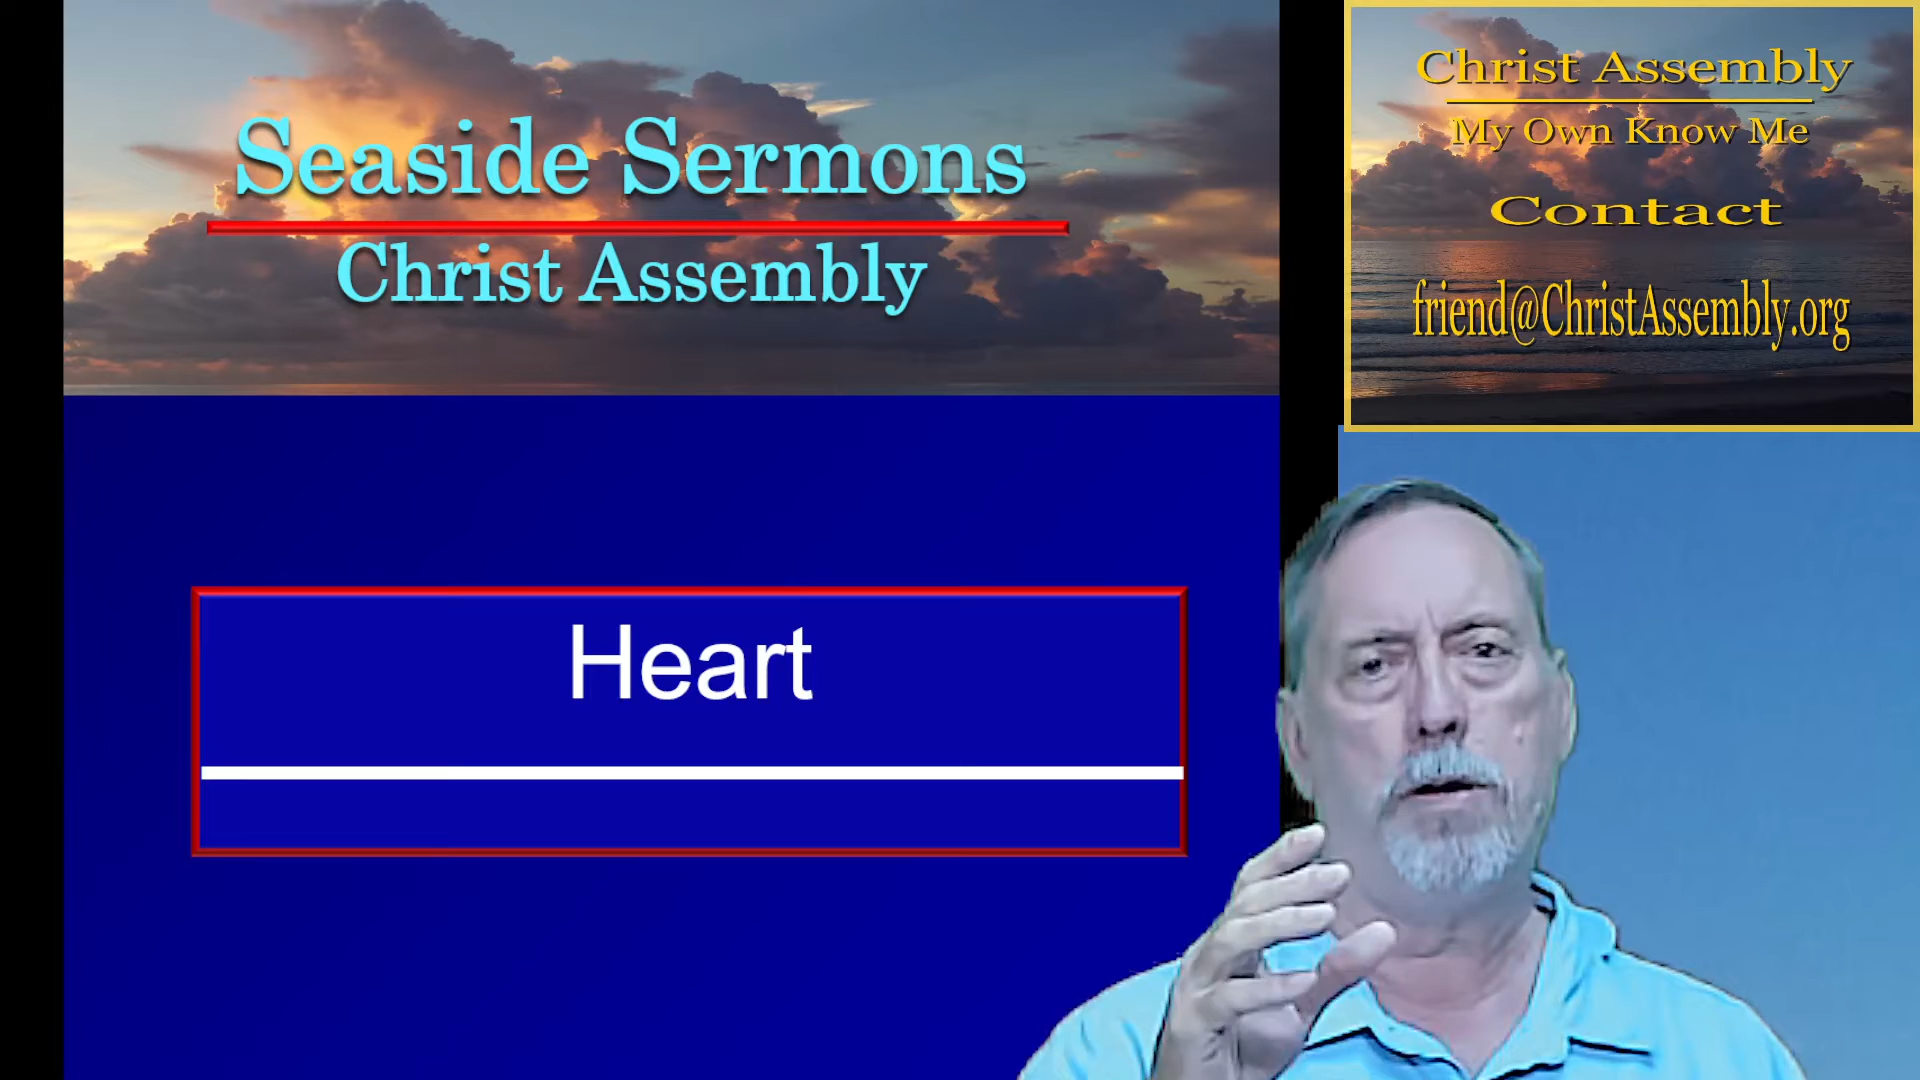 Seaside Sermons
Christ Assembly
Heart
Christ Assembly
My Own Know Me
Contact
friend@ChristAssembly.org